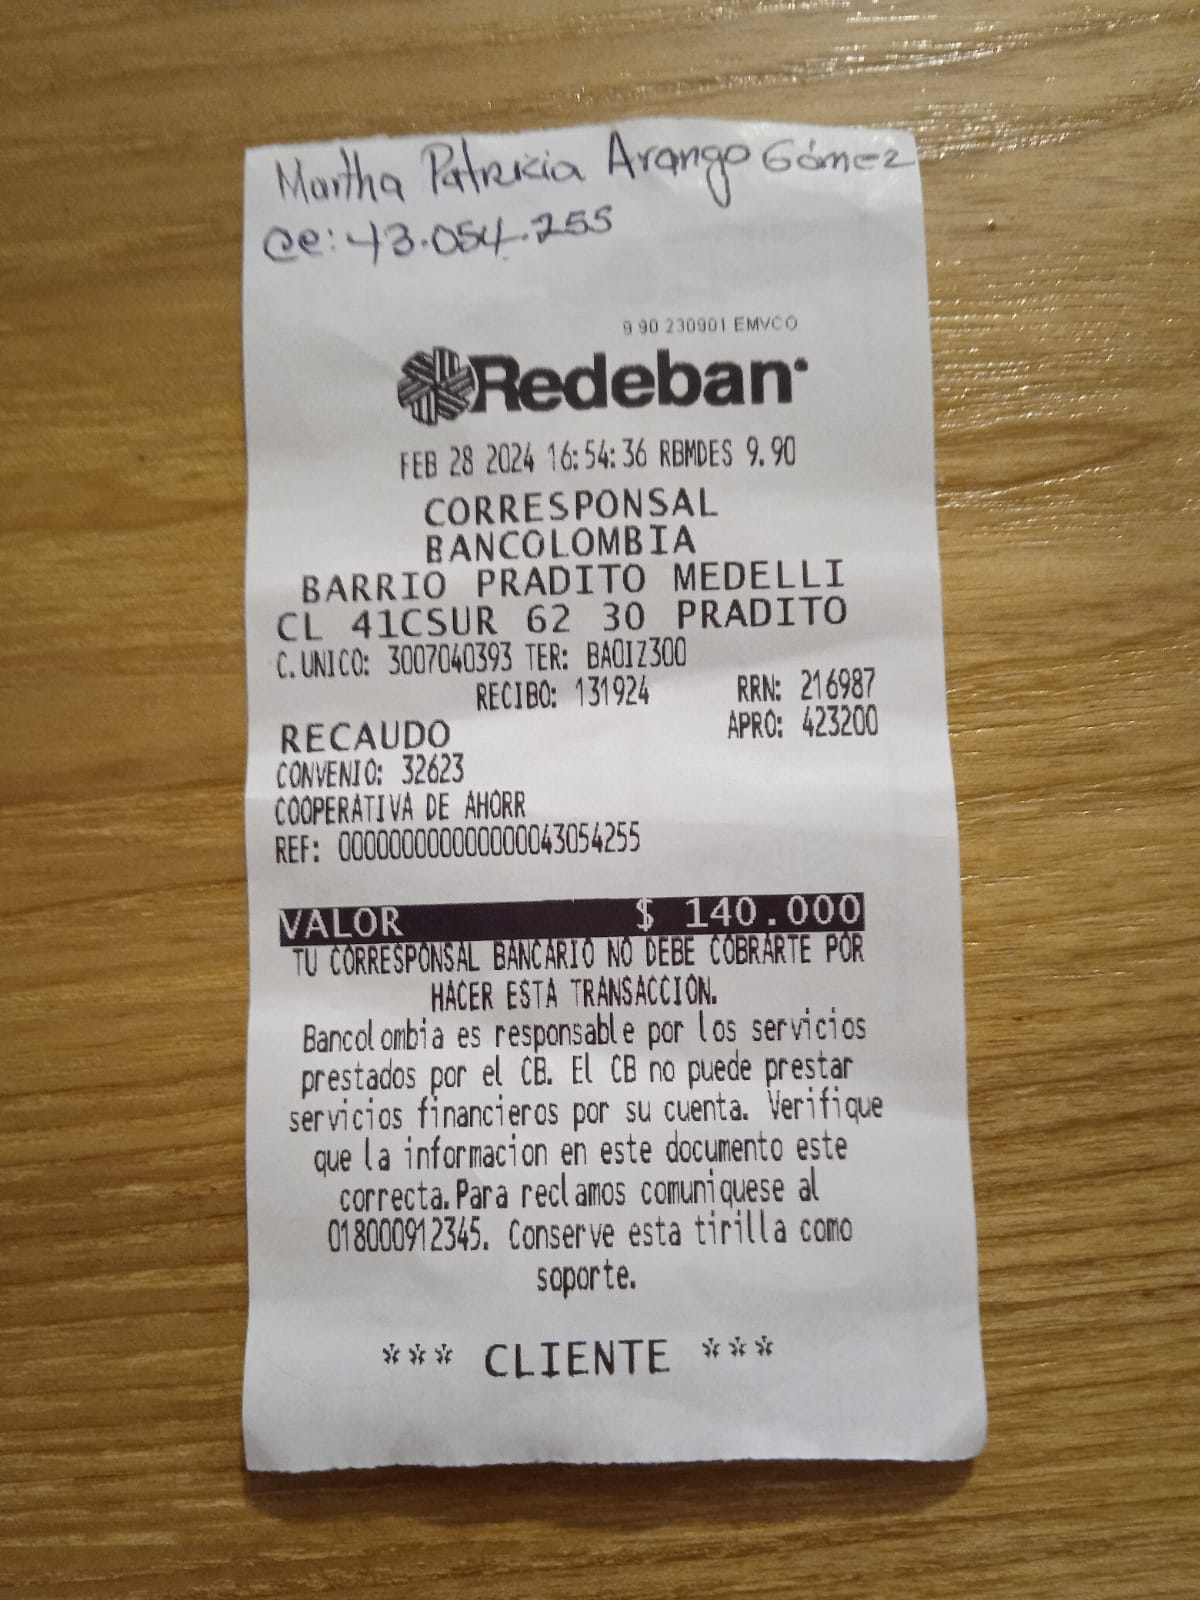 Martha Patricia Arango Gómez
cc: 43.054.255
9 90 230901 EMVCO
Redeban
FEB 28 2024 16:54:36 RBMDES 9.90
CORRESPONSAL
BANCOLOMBIA
BARRIO PRADITO MEDELLI
CL 41CSUR 62 30 PRADITO
C. UNICO: 3007040393 TER: BAOIZ300
RECIBO: 131924 RRN: 216987
RECAUDO APRO: 423200
CONVENIO: 32623
COOPERATIVA DE AHORR
REF: 000000000000000043054255
VALOR $ 140.000
TU CORRESPONSAL BANCARIO NO DEBE COBRARTE POR
HACER ESTA TRANSACCION.
Bancolombia es responsable por los servicios
prestados por el CB. El CB no puede prestar
servicios financieros por su cuenta. Verifique
que la informacion en este documento este
correcta. Para reclamos comuniquese al
018000912345. Conserve esta tirilla como
soporte.
*** CLIENTE ***